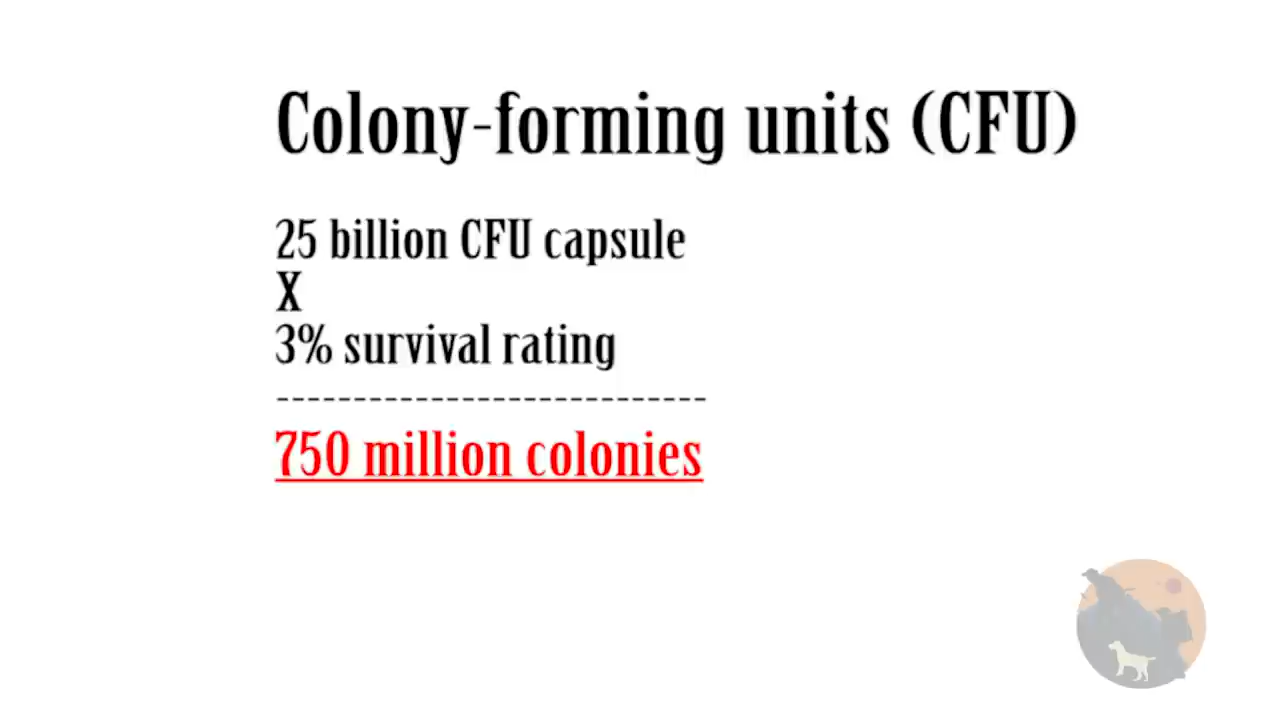 Colony-forming units (CFU)
25 billion CFU capsule
X
3% survival rating
----------------------------
750 million colonies